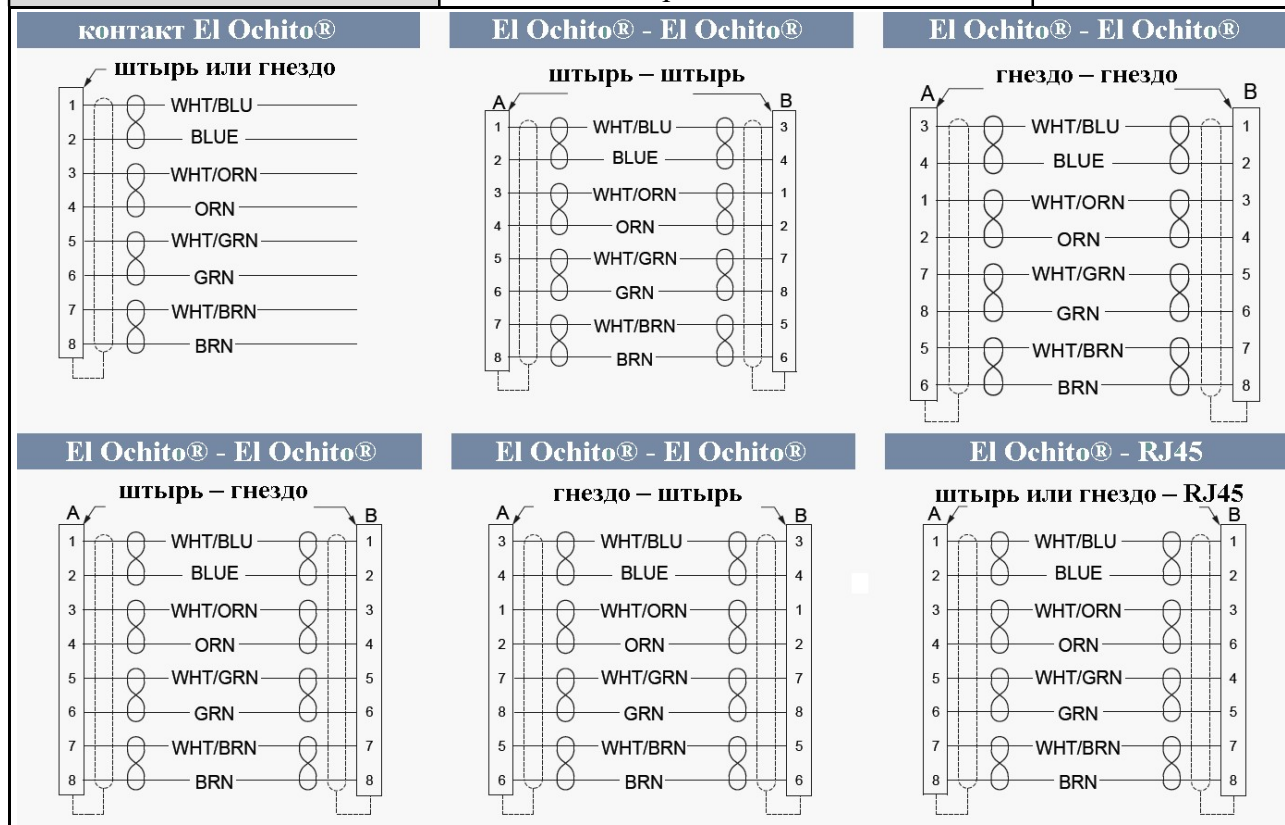 контакт El Ochito®
штырь или гнездо
1 WHT/BLU
2 BLUE
3 WHT/ORN
4 ORN
5 WHT/GRN
6 GRN
7 WHT/BRN
8 BRN
El Ochito® - El Ochito®
штырь – штырь
A B
1 WHT/BLU 3
2 BLUE 4
3 WHT/ORN 1
4 ORN 2
5 WHT/GRN 7
6 GRN 8
7 WHT/BRN 5
8 BRN 6
El Ochito® - El Ochito®
гнездо – гнездо
A B
3 WHT/BLU 1
4 BLUE 2
1 WHT/ORN 3
2 ORN 4
7 WHT/GRN 5
8 GRN 6
5 WHT/BRN 7
6 BRN 8
El Ochito® - El Ochito®
штырь – гнездо
A B
1 WHT/BLU 1
2 BLUE 2
3 WHT/ORN 3
4 ORN 4
5 WHT/GRN 5
6 GRN 6
7 WHT/BRN 7
8 BRN 8
El Ochito® - El Ochito®
гнездо – штырь
A B
3 WHT/BLU 3
4 BLUE 4
1 WHT/ORN 1
2 ORN 2
7 WHT/GRN 7
8 GRN 8
5 WHT/BRN 5
6 BRN 6
El Ochito® - RJ45
штырь или гнездо – RJ45
A B
1 WHT/BLU 1
2 BLUE 2
3 WHT/ORN 3
4 ORN 6
5 WHT/GRN 4
6 GRN 5
7 WHT/BRN 7
8 BRN 8